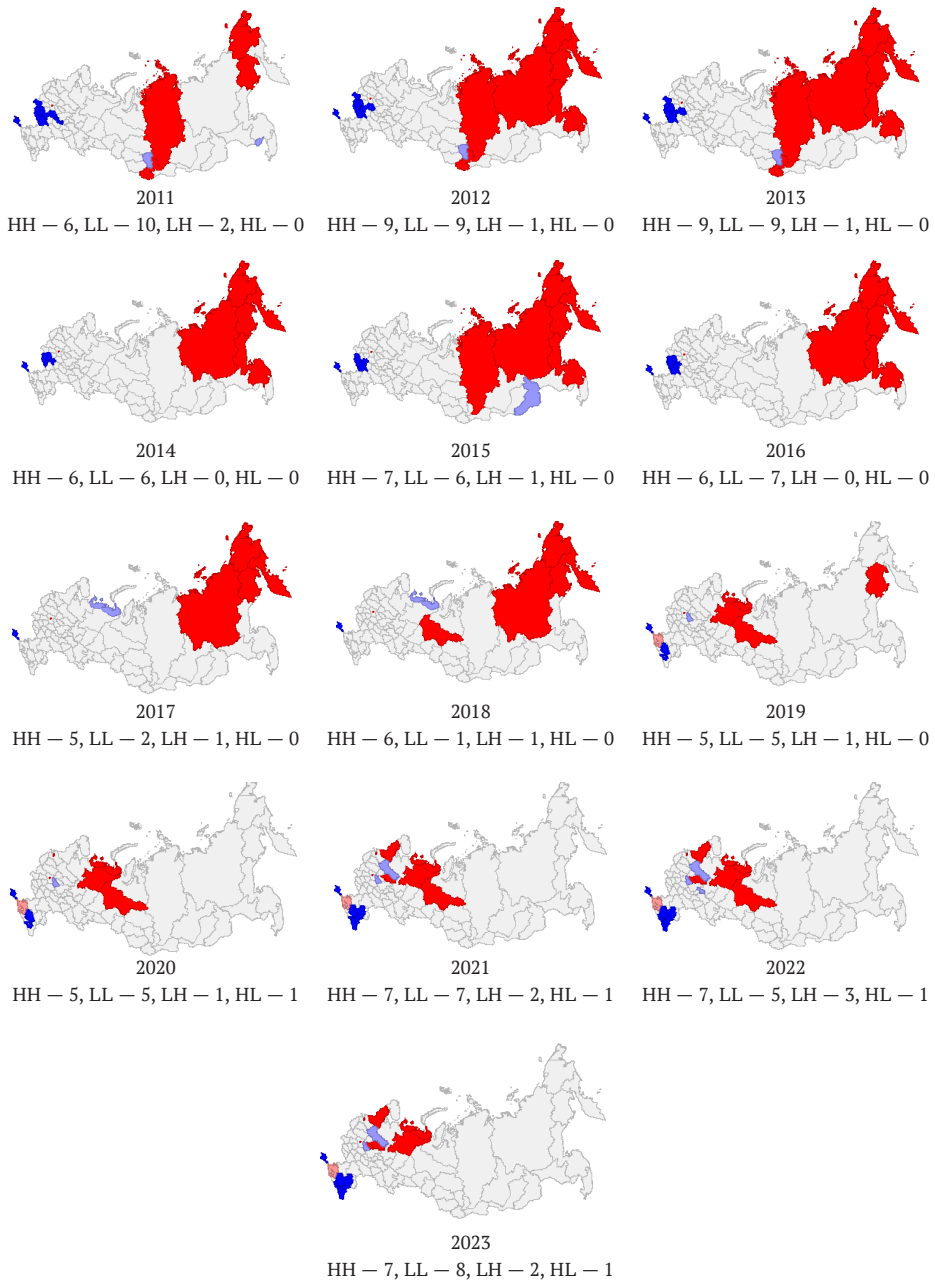 2011 2012 2013
HH — 6, LL — 10, LH — 2, HL — 0 HH — 9, LL — 9, LH — 1, HL — 0 HH — 9, LL — 9, LH — 1, HL — 0
2014 2015 2016
HH — 6, LL — 6, LH — 0, HL — 0 HH — 7, LL — 6, LH — 1, HL — 0 HH — 6, LL — 7, LH — 0, HL — 0
2017 2018 2019
HH — 5, LL — 2, LH — 1, HL — 0 HH — 6, LL — 1, LH — 1, HL — 0 HH — 5, LL — 5, LH — 1, HL — 0
2020 2021 2022
HH — 5, LL — 5, LH — 1, HL — 1 HH — 7, LL — 7, LH — 2, HL — 1 HH — 7, LL — 5, LH — 3, HL — 1
2023
HH — 7, LL — 8, LH — 2, HL — 1